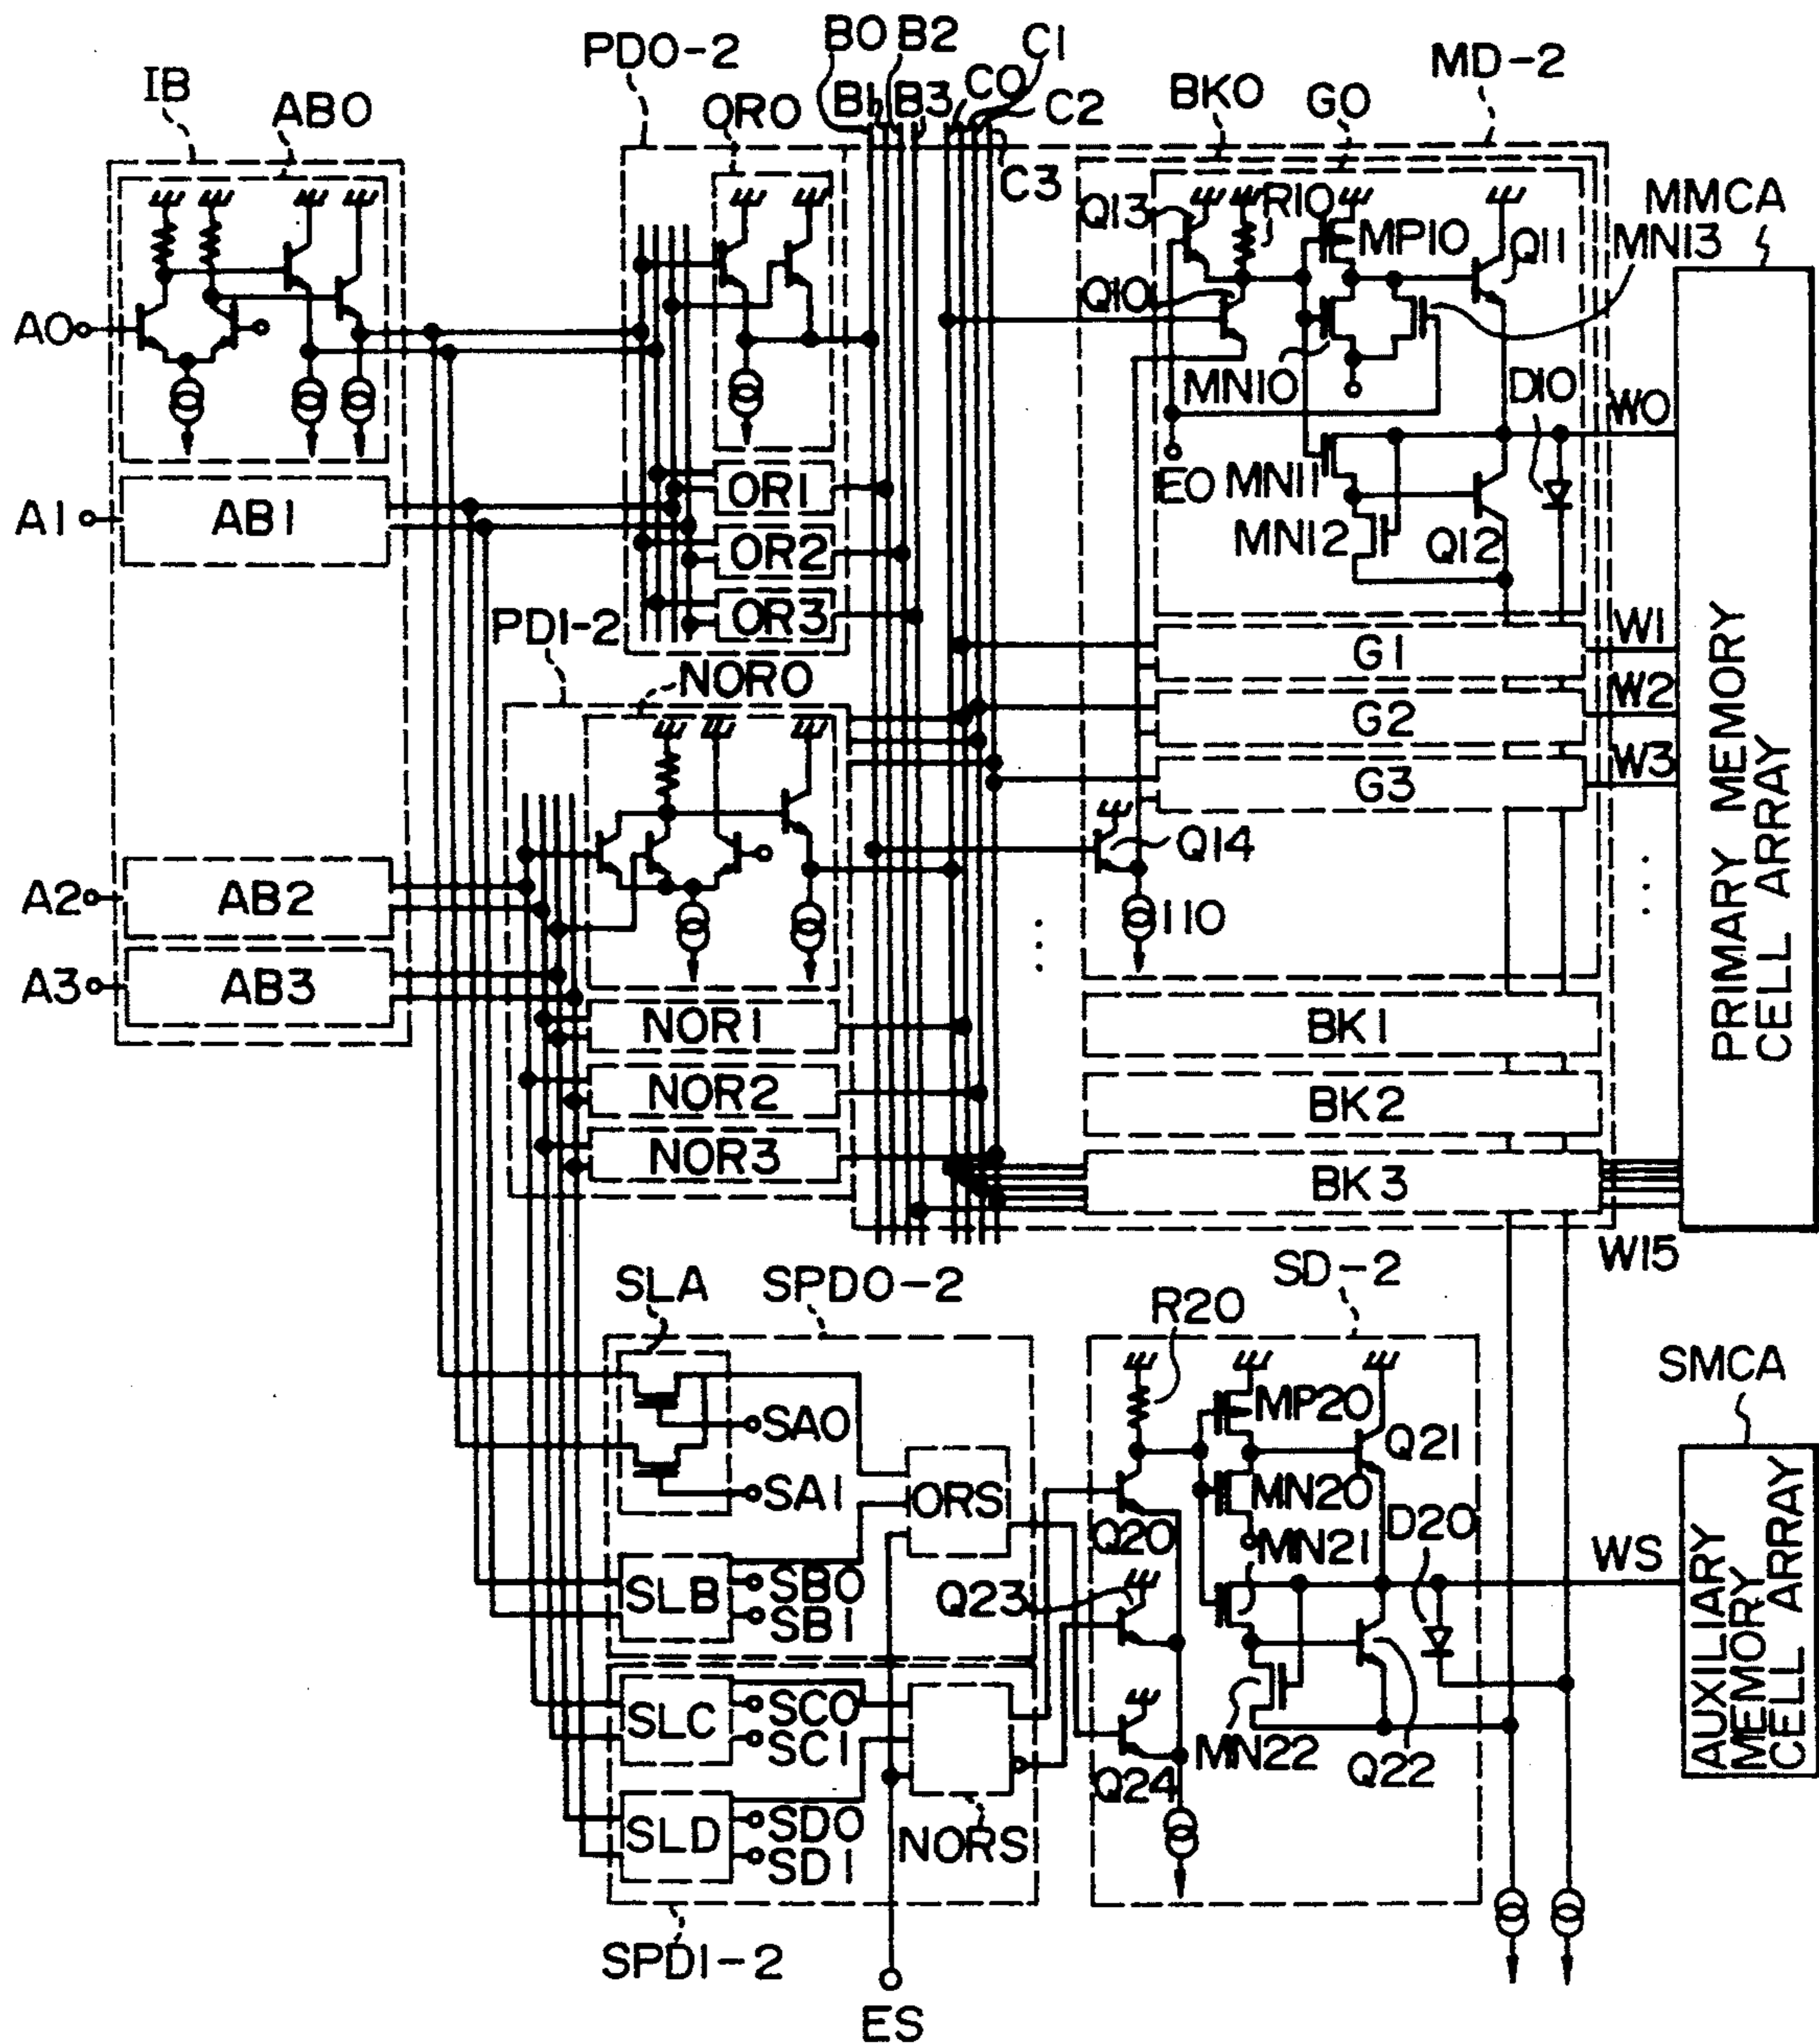 B0 B2
PD0-2
C1
C0
MD-2
IB
AB0
OR0
B1 B3
C2
BK0
G0
C3
Q13
R10
MP10
Q11
MMCA
MN13
A0
Q10
MN10
D10
W0
E0
MN11
A1
AB1
OR1
OR2
MN12
Q12
PD1-2
OR3
G1
W1
NOR0
G2
W2
G3
W3
PRIMARY MEMORY
CELL ARRAY
Q14
A2
AB2
I10
A3
AB3
NOR1
BK1
NOR2
BK2
NOR3
BK3
W15
SLA
SPD0-2
SD-2
R20
SMCA
SA0
MP20
Q21
SA1
ORS
MN20
D20
Q20
MN21
WS
SLB
SB0
SB1
Q23
SLC
SC0
SC1
MN22
Q22
Q24
SLD
SD0
SD1
NORS
AUXILIARY
MEMORY
CELL ARRAY
SPD1-2
ES